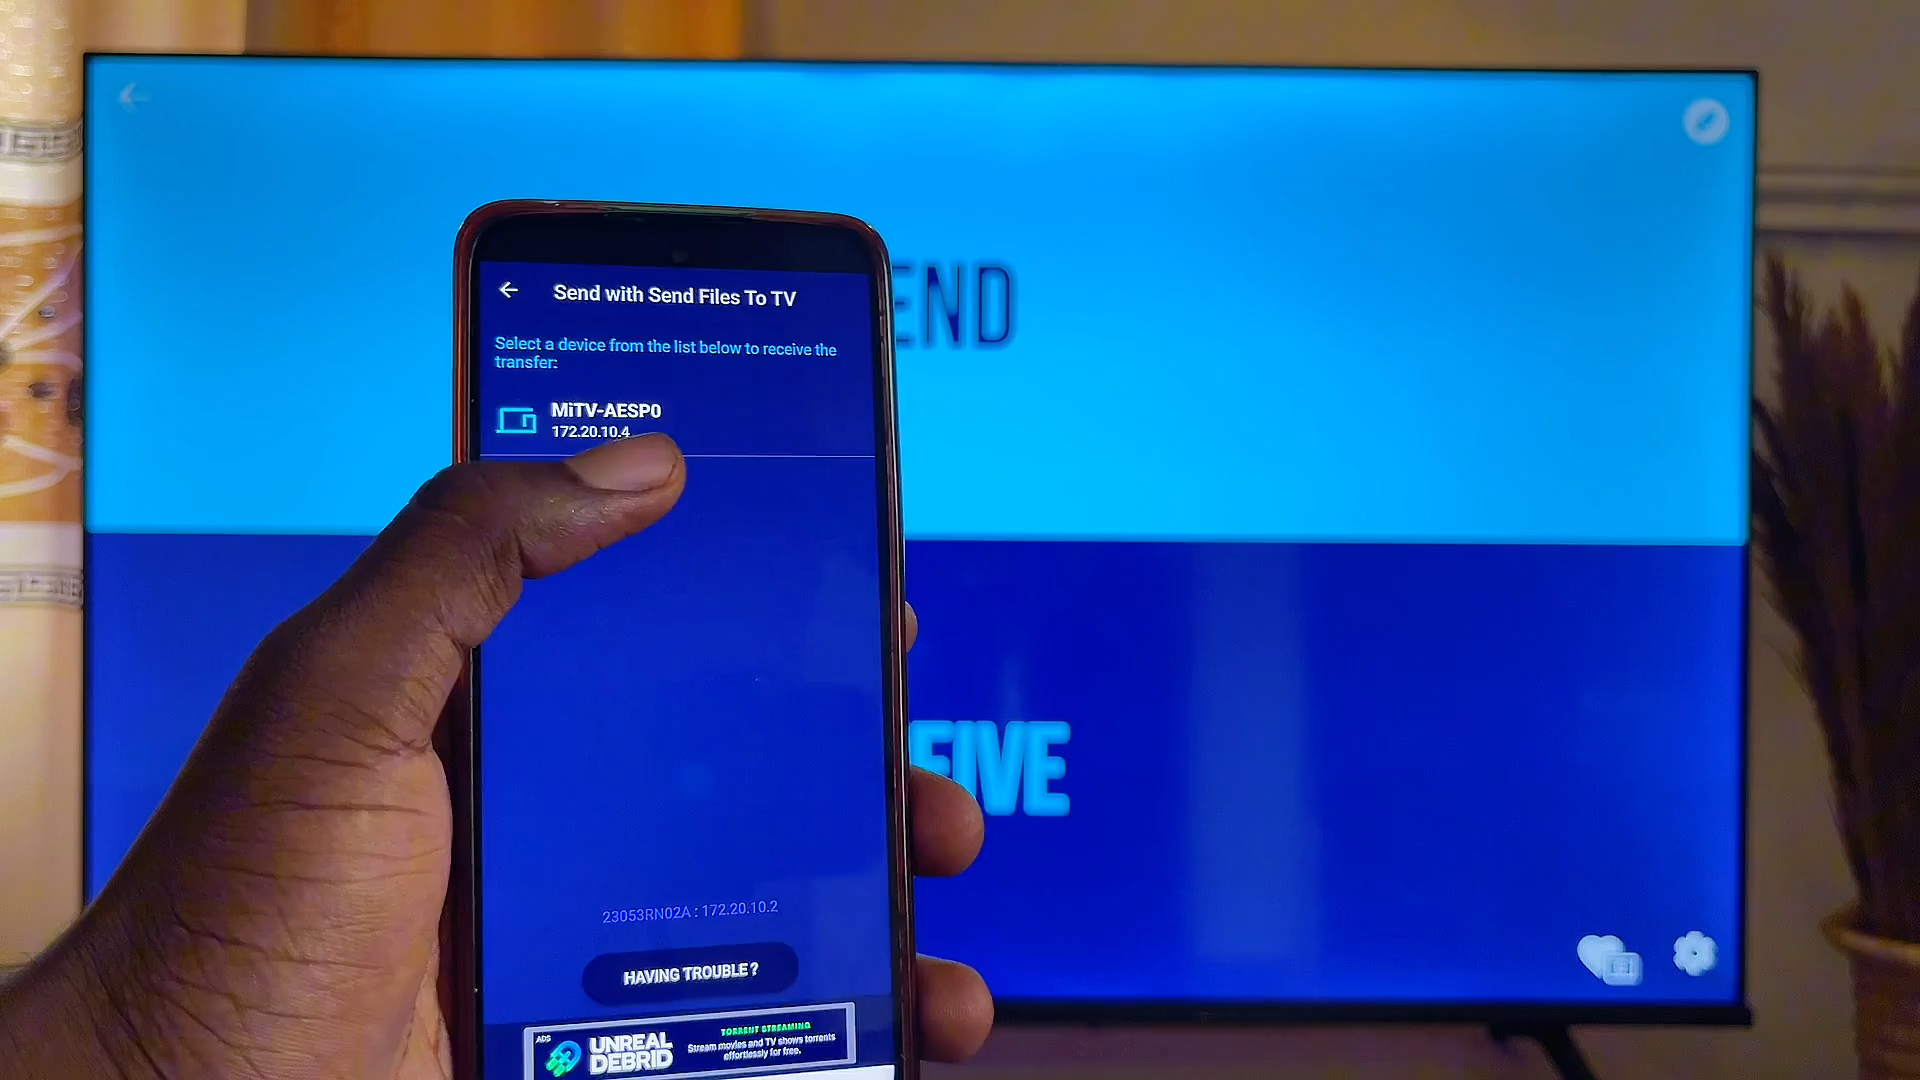 Send with Send Files To TV
Select a device from the list below to receive the
transfer:
MiTV-AESP0
172.20.10.4
23053RN02A : 172.20.10.2
HAVING TROUBLE ?
ADS
UNREAL
DEBRID
TORRENT STREAMING
Stream movies and TV shows torrents
effortlessly for free.
END
EIVE